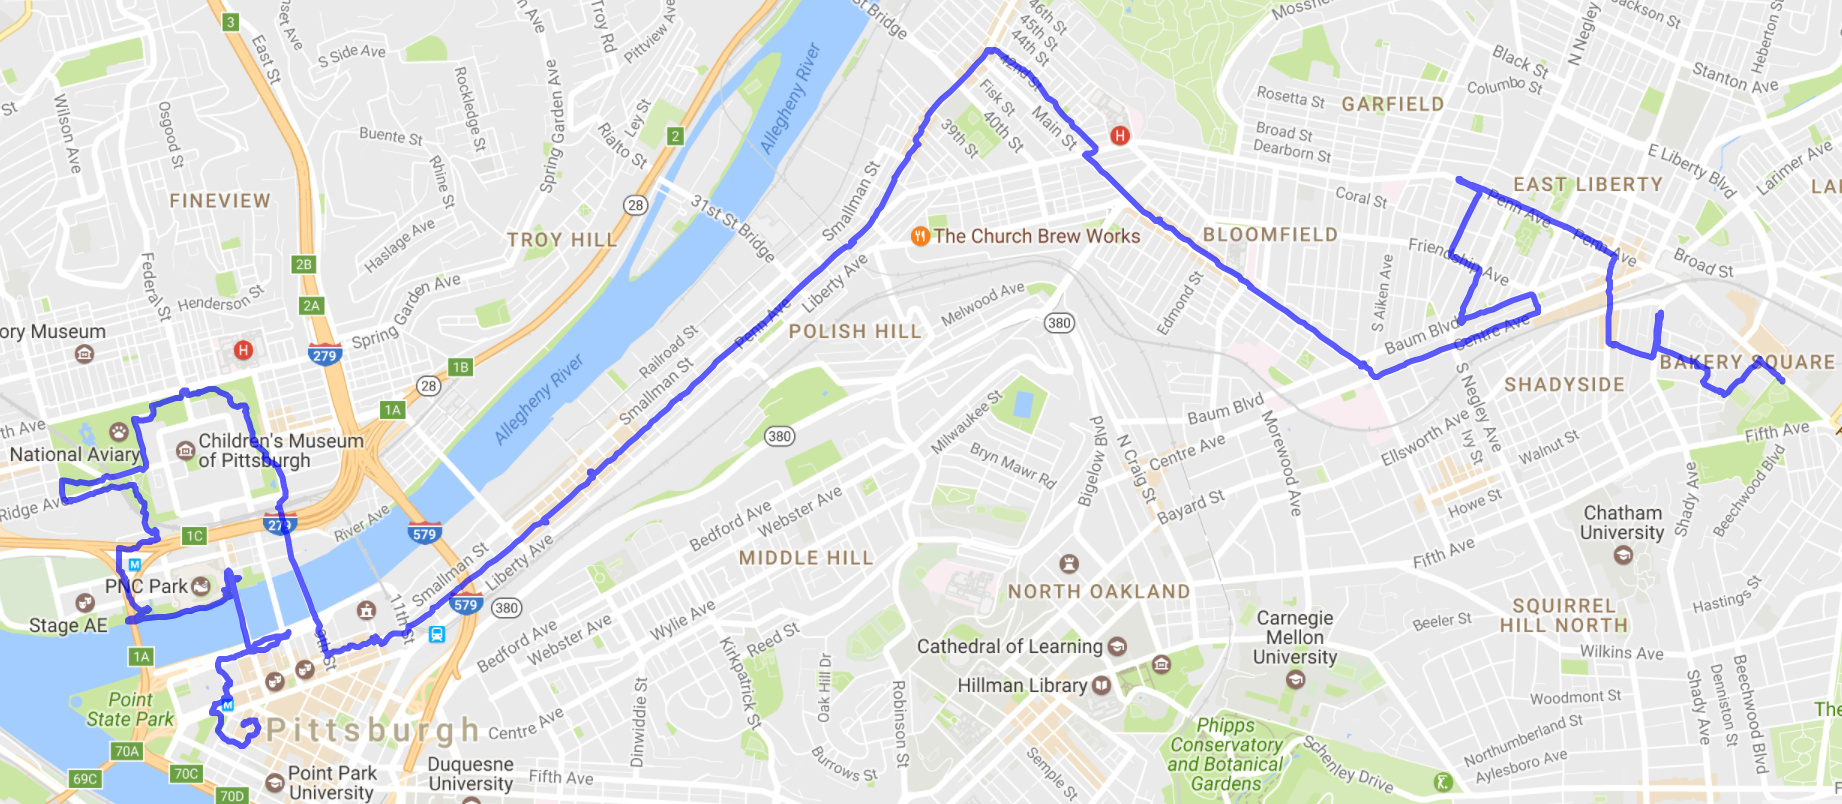 3
East St
S Side Ave
Troy Rd
Pittview Ave
46th St
45th St
44th St
42nd St
Jackson St
N Negley
Heberton St
Black St
Columbo St
Stanton Ave
Wilson Ave
Osgood St
Rockledge St
Spring Garden Ave
Ley St
Rialto St
2
Allegheny River
Fisk St
40th St
39th St
Main St
H
Rosetta St
GARFIELD
Broad St
Dearborn St
E Liberty Blvd
Larimer Ave
Buente St
Rhine St
FINEVIEW
Haslage Ave
TROY HILL
28
31st St Bridge
Smallman St
The Church Brew Works
BLOOMFIELD
Coral St
EAST LIBERTY
Penn Ave
Penn Ave
Friendship Ave
Broad St
Federal St
Henderson St
2B
2A
Spring Garden Ave
Liberty Ave
Melwood Ave
Edmond St
S Aiken Ave
ory Museum
H
279
1B
28
1A
Railroad St
Smallman St
Penn Ave
POLISH HILL
380
Baum Blvd
Centre Ave
BAKERY SQUARE
SHADYSIDE
S Negley Ave
Allegheny River
National Aviary
Children's Museum
of Pittsburgh
380
Milwaukee St
Bryn Mawr Rd
Bigelow Blvd
N Craig St
Baum Blvd
Centre Ave
Morewood Ave
Ellsworth Ave
Ivy St
Walnut St
Fifth Ave
Ridge Ave
279
1C
River Ave
579
Bedford Ave
Webster Ave
Bayard St
Howe St
Chatham
University
Shady Ave
Beechwood Blvd
M
PNC Park
Stage AE
Smallman St
Liberty Ave
MIDDLE HILL
NORTH OAKLAND
Fifth Ave
SQUIRREL
HILL NORTH
Hastings St
11th St
579
380
9th St
Bedford Ave
Webster Ave
Wylie Ave
Reed St
Kirkpatrick St
Cathedral of Learning
Carnegie
Mellon
University
Beeler St
Wilkins Ave
1A
Point
State Park
M
Pittsburgh
Centre Ave
Dinwiddie St
Oak Hill Dr
Robinson St
Hillman Library
Woodmont St
Shady Ave
Denniston St
Beechwood Blvd
The
Phipps
Conservatory
and Botanical
Gardens
Northumberland St
Aylesboro Ave
Schenley Drive
Semple St
Burrows St
70A
69C
70C
70D
Point Park
University
Duquesne
University
Fifth Ave